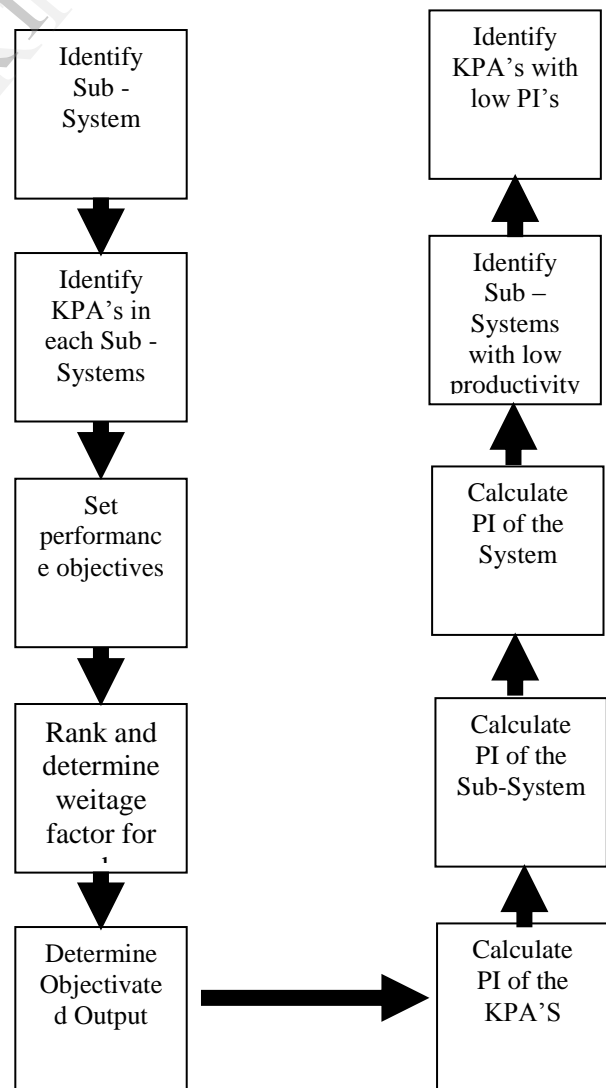 Identify
Sub -
System
Identify
KPA's in
each Sub -
Systems
Set
performanc
e objectives
Rank and
determine
weitage
factor for
Determine
Objectivate
d Output
Calculate
PI of the
KPA'S
Calculate
PI of the
Sub-System
Calculate
PI of the
System
Identify
Sub –
Systems
with low
productivity
Identify
KPA's with
low PI's